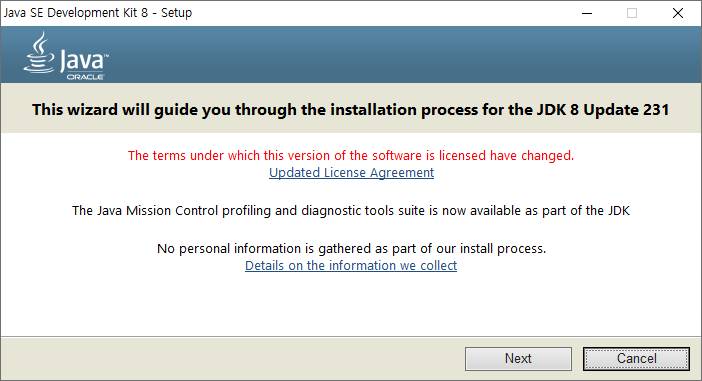 Java SE Development Kit 8 - Setup
Java™
ORACLE
This wizard will guide you through the installation process for the JDK 8 Update 231
The terms under which this version of the software is licensed have changed.
Updated License Agreement
The Java Mission Control profiling and diagnostic tools suite is now available as part of the JDK
No personal information is gathered as part of our install process.
Details on the information we collect
Next
Cancel